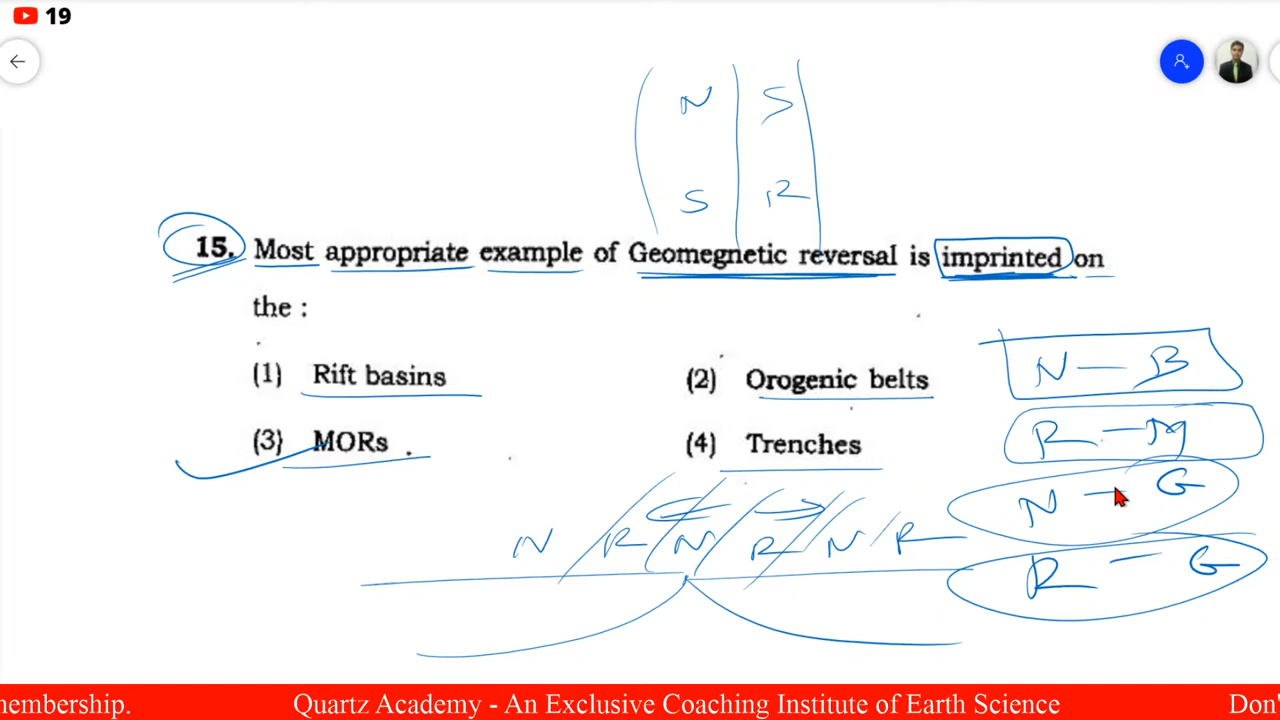 19
N S
S R
15. Most appropriate example of Geomegnetic reversal is imprinted on
the :
(1) Rift basins
(2) Orogenic belts
(3) MORs .
(4) Trenches
N — B
R — M
N — G
R — G
N R N R N R
membership. Quartz Academy - An Exclusive Coaching Institute of Earth Science Don'